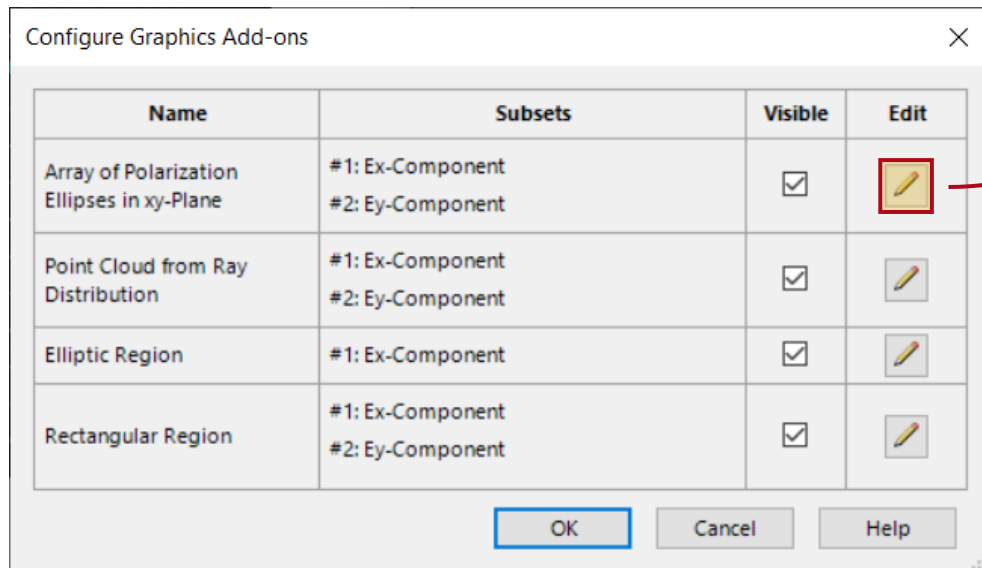 Configure Graphics Add-ons
Name Subsets Visible Edit
Array of Polarization
Ellipses in xy-Plane
#1: Ex-Component
#2: Ey-Component
Point Cloud from Ray
Distribution
#1: Ex-Component
#2: Ey-Component
Elliptic Region
#1: Ex-Component
Rectangular Region
#1: Ex-Component
#2: Ey-Component
OK Cancel Help